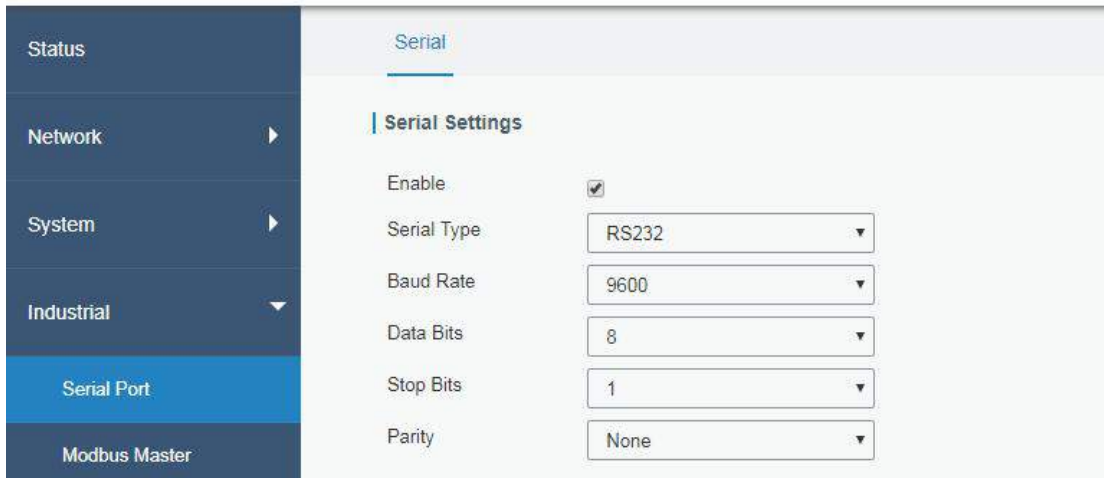 Status
Network
System
Industrial
Serial Port
Modbus Master
Serial
Serial Settings
Enable
Serial Type RS232
Baud Rate 9600
Data Bits 8
Stop Bits 1
Parity None